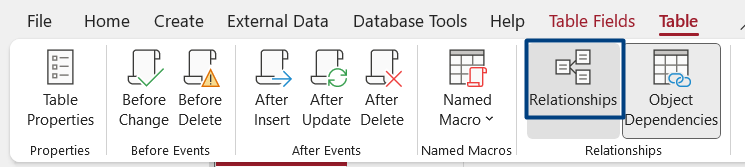 File Home Create External Data Database Tools Help Table Fields Table
Table Properties Before Change Before Delete After Insert After Update After Delete Named Macro Relationships Object Dependencies
Properties Before Events After Events Named Macros Relationships